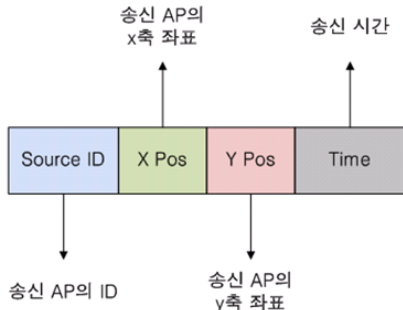 송신 AP의
x축 좌표
송신 시간
Source ID
X Pos
Y Pos
Time
송신 AP의 ID
송신 AP의
y축 좌표